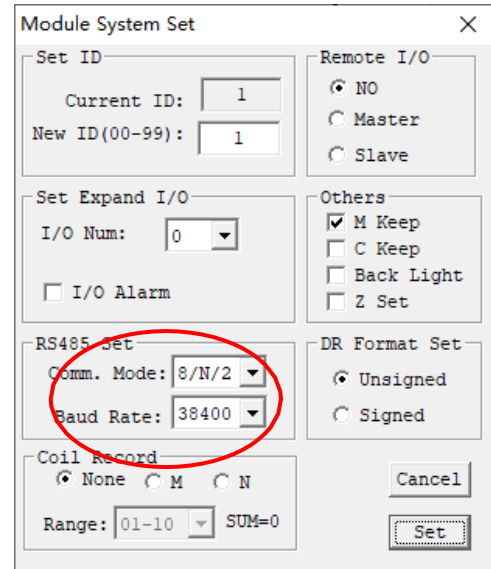 Module System Set
Set ID
Current ID: 1
New ID(00-99): 1
Remote I/O
NO
Master
Slave
Set Expand I/O
I/O Num: 0
I/O Alarm
Others
M Keep
C Keep
Back Light
Z Set
RS485 Set
Comm. Mode: 8/N/2
Baud Rate: 38400
DR Format Set
Unsigned
Signed
Coil Record
None M N
Range: 01-10 SUM=0
Cancel
Set